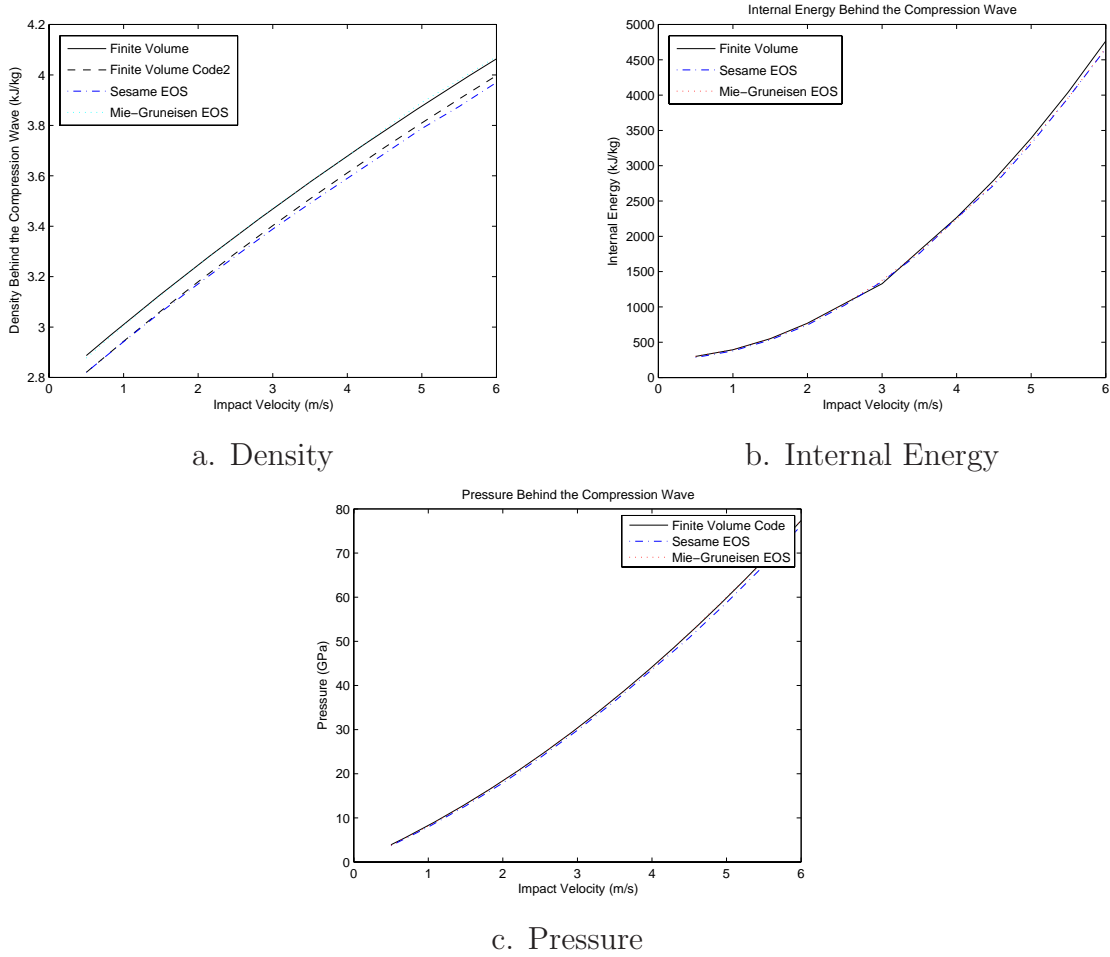 4.2
4
3.8
3.6
3.4
3.2
3
2.8
Density Behind the Compression Wave (kJ/kg)
Finite Volume
Finite Volume Code2
Sesame EOS
Mie−Gruneisen EOS
0 1 2 3 4 5 6
Impact Velocity (m/s)
a. Density
Internal Energy Behind the Compression Wave
5000
4500
4000
3500
3000
2500
2000
1500
1000
500
0
Internal Energy (kJ/kg)
Finite Volume
Sesame EOS
Mie−Gruneisen EOS
0 1 2 3 4 5 6
Impact Velocity (m/s)
b. Internal Energy
Pressure Behind the Compression Wave
80
70
60
50
40
30
20
10
0
Pressure (GPa)
Finite Volume Code
Sesame EOS
Mie−Gruneisen EOS
0 1 2 3 4 5 6
Impact Velocity (m/s)
c. Pressure